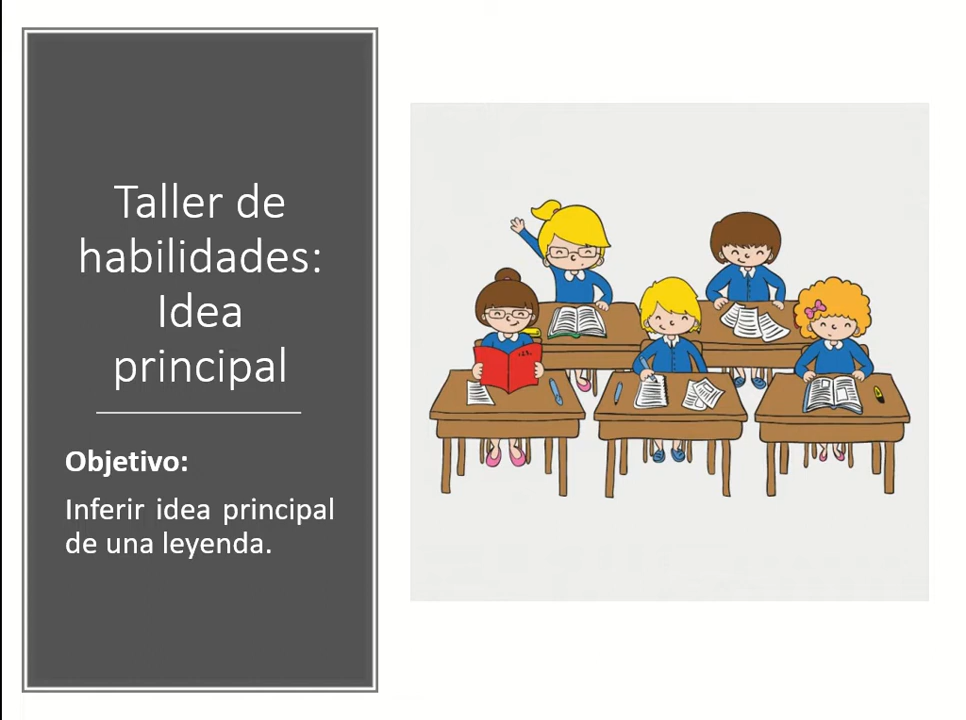 Taller de
habilidades:
Idea
principal
Objetivo:
Inferir idea principal
de una leyenda.